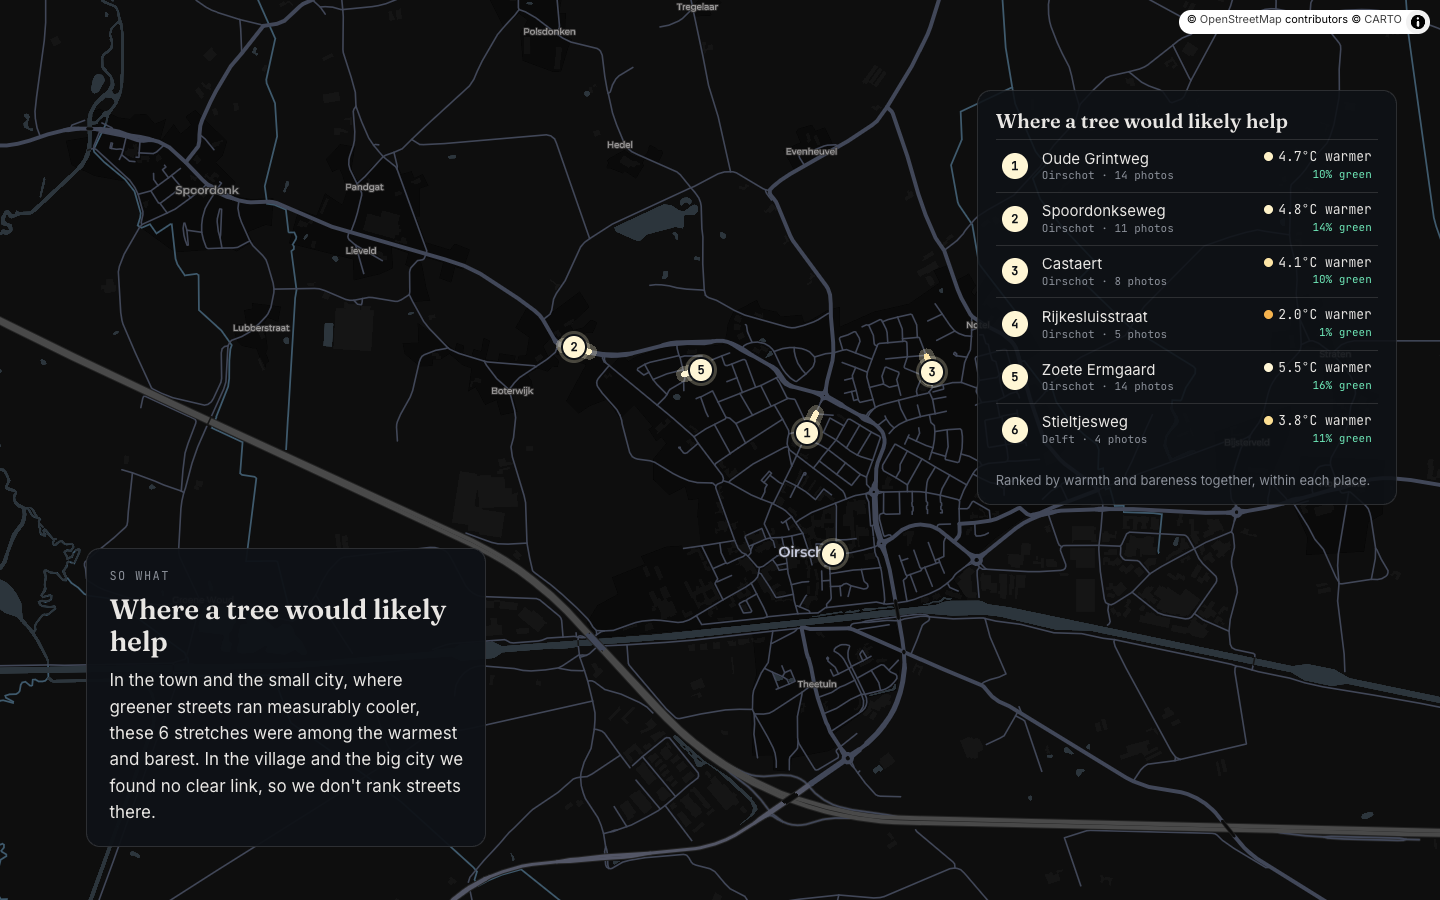 Tregelaar
© OpenStreetMap contributors © CARTO
Polsdonken
Hedel
Evenheuvel
Spoordonk
Pandgat
Lieveld
Lubberstraat
Boterwijk
2
5
3
1
Oirsch
4
Theetuin
Where a tree would likely help
1 Oude Grintweg 4.7°C warmer
Oirschot · 14 photos 10% green
2 Spoordonkseweg 4.8°C warmer
Oirschot · 11 photos 14% green
3 Castaert 4.1°C warmer
Oirschot · 8 photos 10% green
4 Rijkesluisstraat 2.0°C warmer
Oirschot · 5 photos 1% green
5 Zoete Ermgaard 5.5°C warmer
Oirschot · 14 photos 16% green
6 Stieltjesweg 3.8°C warmer
Delft · 4 photos 11% green
Ranked by warmth and bareness together, within each place.
SO WHAT
Where a tree would likely
help
In the town and the small city, where
greener streets ran measurably cooler,
these 6 stretches were among the warmest
and barest. In the village and the big city we
found no clear link, so we don't rank streets
there.